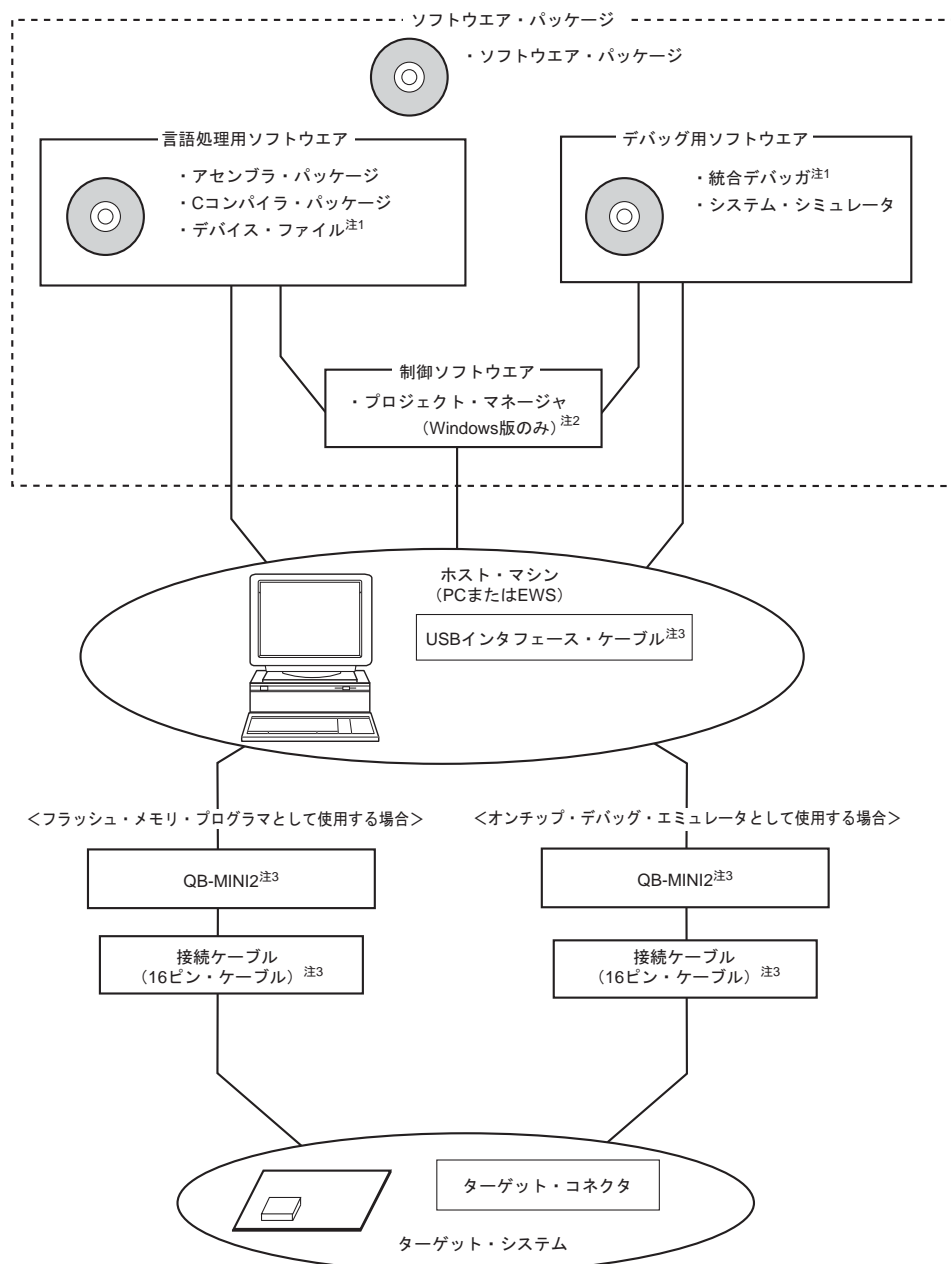 ソフトウエア・パッケージ
・ソフトウエア・パッケージ
言語処理用ソフトウエア
・アセンブラ・パッケージ
・Cコンパイラ・パッケージ
・デバイス・ファイル注1
デバッグ用ソフトウエア
・統合デバッガ注1
・システム・シミュレータ
制御ソフトウエア
・プロジェクト・マネージャ
（Windows版のみ）注2
ホスト・マシン
（PCまたはEWS）
USBインタフェース・ケーブル注3
＜フラッシュ・メモリ・プログラマとして使用する場合＞
QB-MINI2注3
接続ケーブル
（16ピン・ケーブル）注3
＜オンチップ・デバッグ・エミュレータとして使用する場合＞
QB-MINI2注3
接続ケーブル
（16ピン・ケーブル）注3
ターゲット・コネクタ
ターゲット・システム